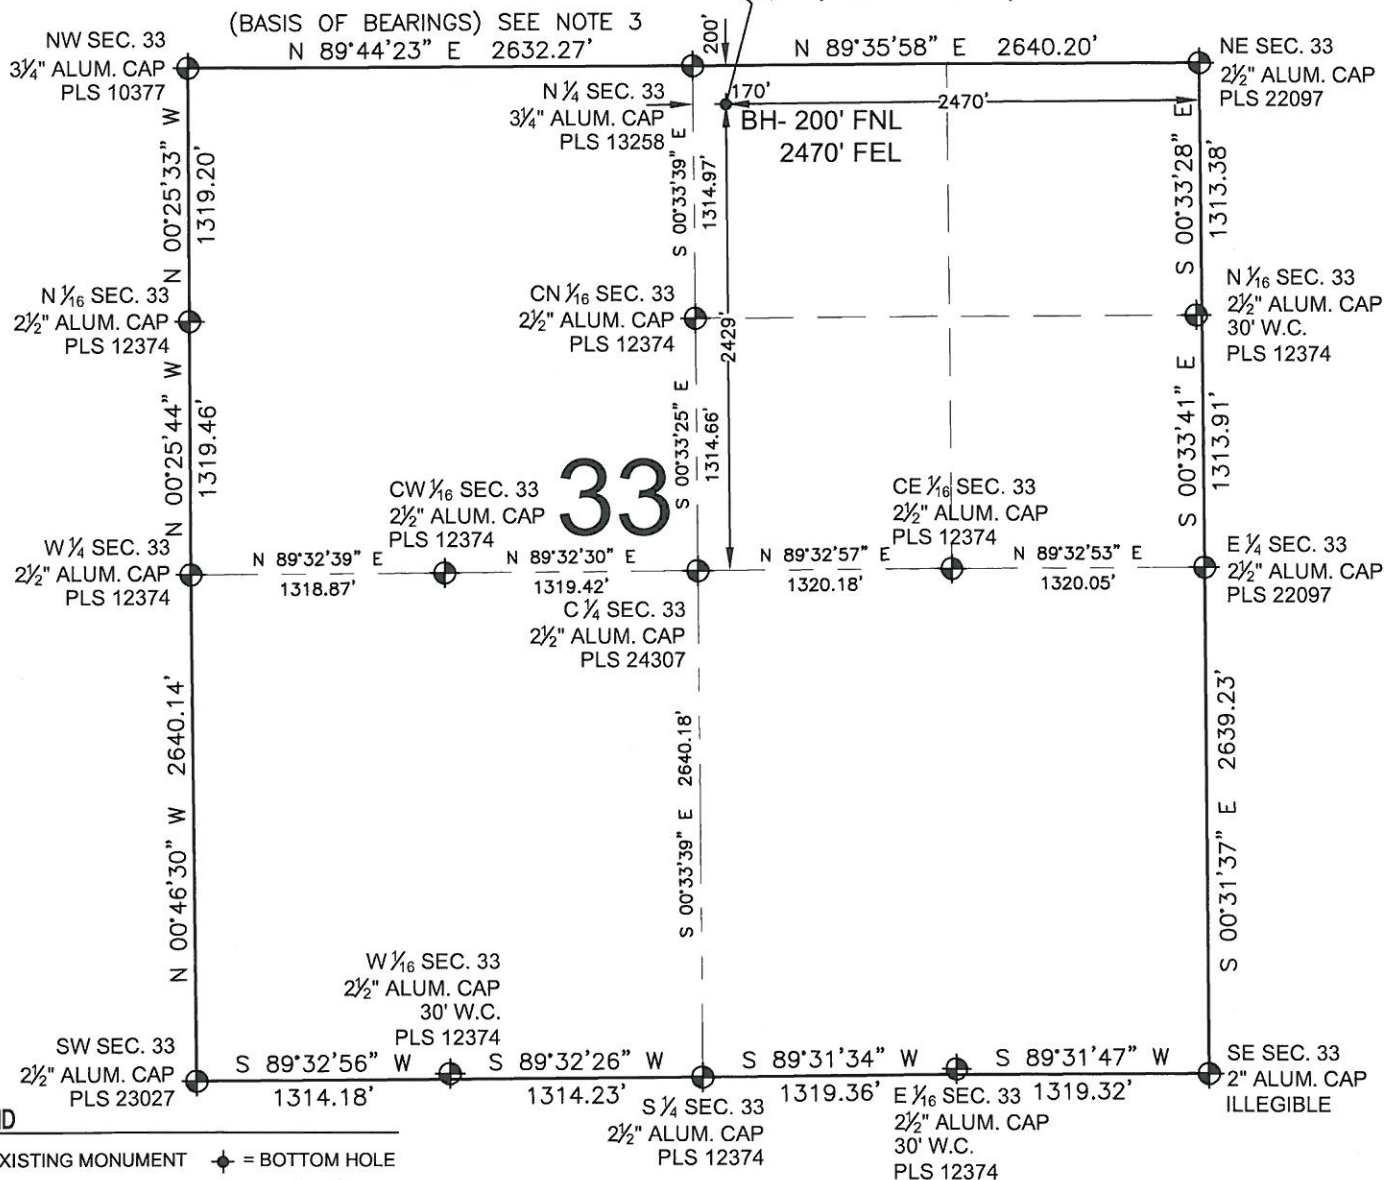 (BASIS OF BEARINGS) SEE NOTE 3
N 89°44'23" E 2632.27'
N 89°35'58" E 2640.20'
200'
NW SEC. 33
3¼" ALUM. CAP
PLS 10377
N ¼ SEC. 33
3¼" ALUM. CAP
PLS 13258
NE SEC. 33
2½" ALUM. CAP
PLS 22097
170'
2470'
BH- 200' FNL
2470' FEL
N 00°25'33" W
1319.20'
S 00°33'39" E
1314.97'
S 00°33'28" E
1313.38'
N 1⁄16 SEC. 33
2½" ALUM. CAP
PLS 12374
CN 1⁄16 SEC. 33
2½" ALUM. CAP
PLS 12374
2429'
N 1⁄16 SEC. 33
2½" ALUM. CAP
30' W.C.
PLS 12374
N 00°25'44" W
1319.46'
33
S 00°33'25" E
1314.66'
S 00°33'41" E
1313.91'
CW 1⁄16 SEC. 33
2½" ALUM. CAP
PLS 12374
CE 1⁄16 SEC. 33
2½" ALUM. CAP
PLS 12374
W ¼ SEC. 33
2½" ALUM. CAP
PLS 12374
N 89°32'39" E
1318.87'
N 89°32'30" E
1319.42'
N 89°32'57" E
1320.18'
N 89°32'53" E
1320.05'
E ¼ SEC. 33
2½" ALUM. CAP
PLS 22097
C ¼ SEC. 33
2½" ALUM. CAP
PLS 24307
N 00°46'30" W 2640.14'
S 00°33'39" E 2640.18'
S 00°31'37" E 2639.23'
W 1⁄16 SEC. 33
2½" ALUM. CAP
30' W.C.
PLS 12374
SW SEC. 33
2½" ALUM. CAP
PLS 23027
S 89°32'56" W
1314.18'
S 89°32'26" W
1314.23'
S 89°31'34" W
1319.36'
S 89°31'47" W
1319.32'
SE SEC. 33
2" ALUM. CAP
ILLEGIBLE
S ¼ SEC. 33
2½" ALUM. CAP
PLS 12374
E 1⁄16 SEC. 33
2½" ALUM. CAP
30' W.C.
PLS 12374
ND
XISTING MONUMENT = BOTTOM HOLE